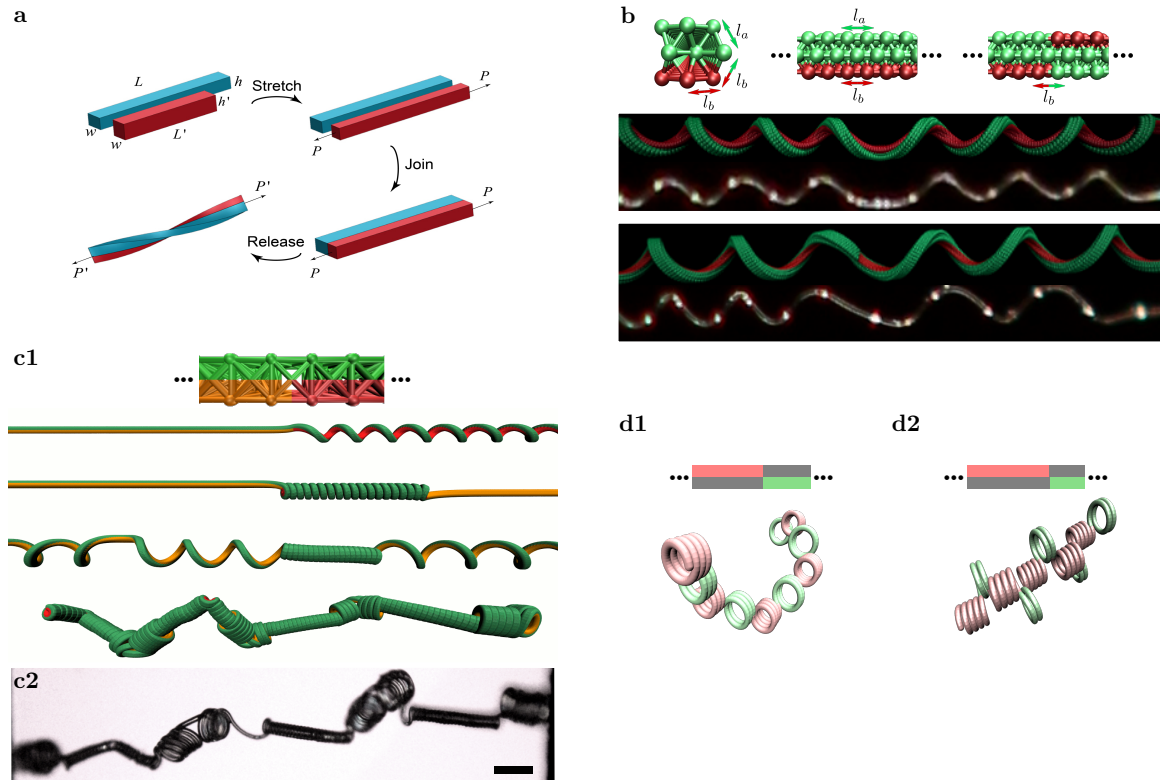 a
L
h
w
w
h'
L'
Stretch
P
P
Join
P
P
Release
P'
P'
b
l_a
l_b
l_b
l_a
l_b
l_b
c1
c2
d1
d2